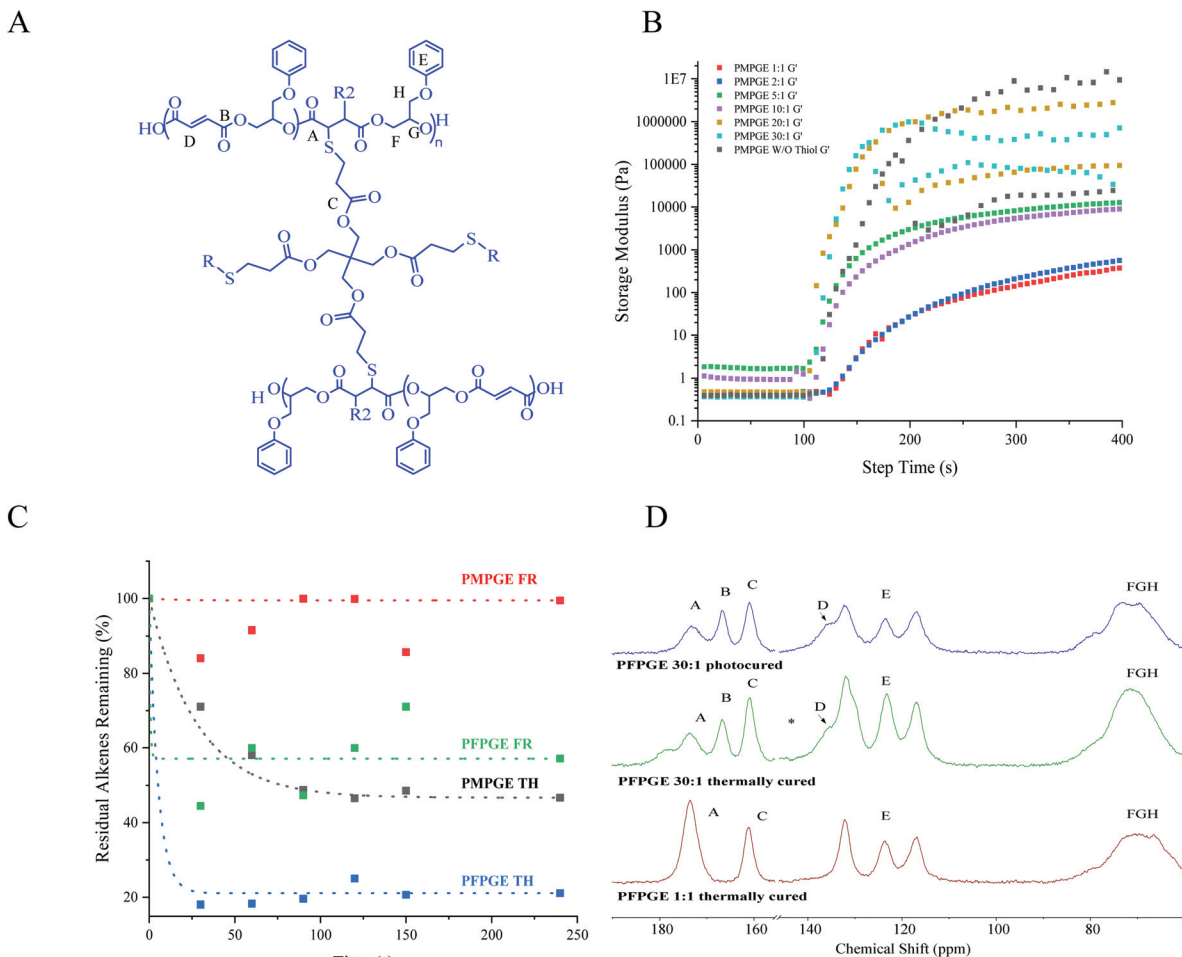 A
E
E
R2
O
O
O
H
O
O
H
HO
O
B
O
O
A
O
G
n
D
O
O
F
S
C
O
O
S
R
O
O
O
O
S
R
O
O
O
S
O
O
O
OH
H
O
O
O
R2
O
O
O
O
B
PMPGE 1:1 G'
PMPGE 2:1 G'
PMPGE 5:1 G'
PMPGE 10:1 G'
PMPGE 20:1 G'
PMPGE 30:1 G'
PMPGE W/O Thiol G'
1E7
1000000
100000
10000
1000
100
10
1
0.1
Storage Modulus (Pa)
0 100 200 300 400
Step Time (s)
C
Residual Alkenes Remaining (%)
100
80
60
40
20
PMPGE FR
PFPGE FR
PMPGE TH
PFPGE TH
0 50 100 150 200 250
D
A B C D E FGH
PFPGE 30:1 photocured
A B C * D E FGH
PFPGE 30:1 thermally cured
A C E FGH
PFPGE 1:1 thermally cured
180 160 140 120 100 80 60
Chemical Shift (ppm)